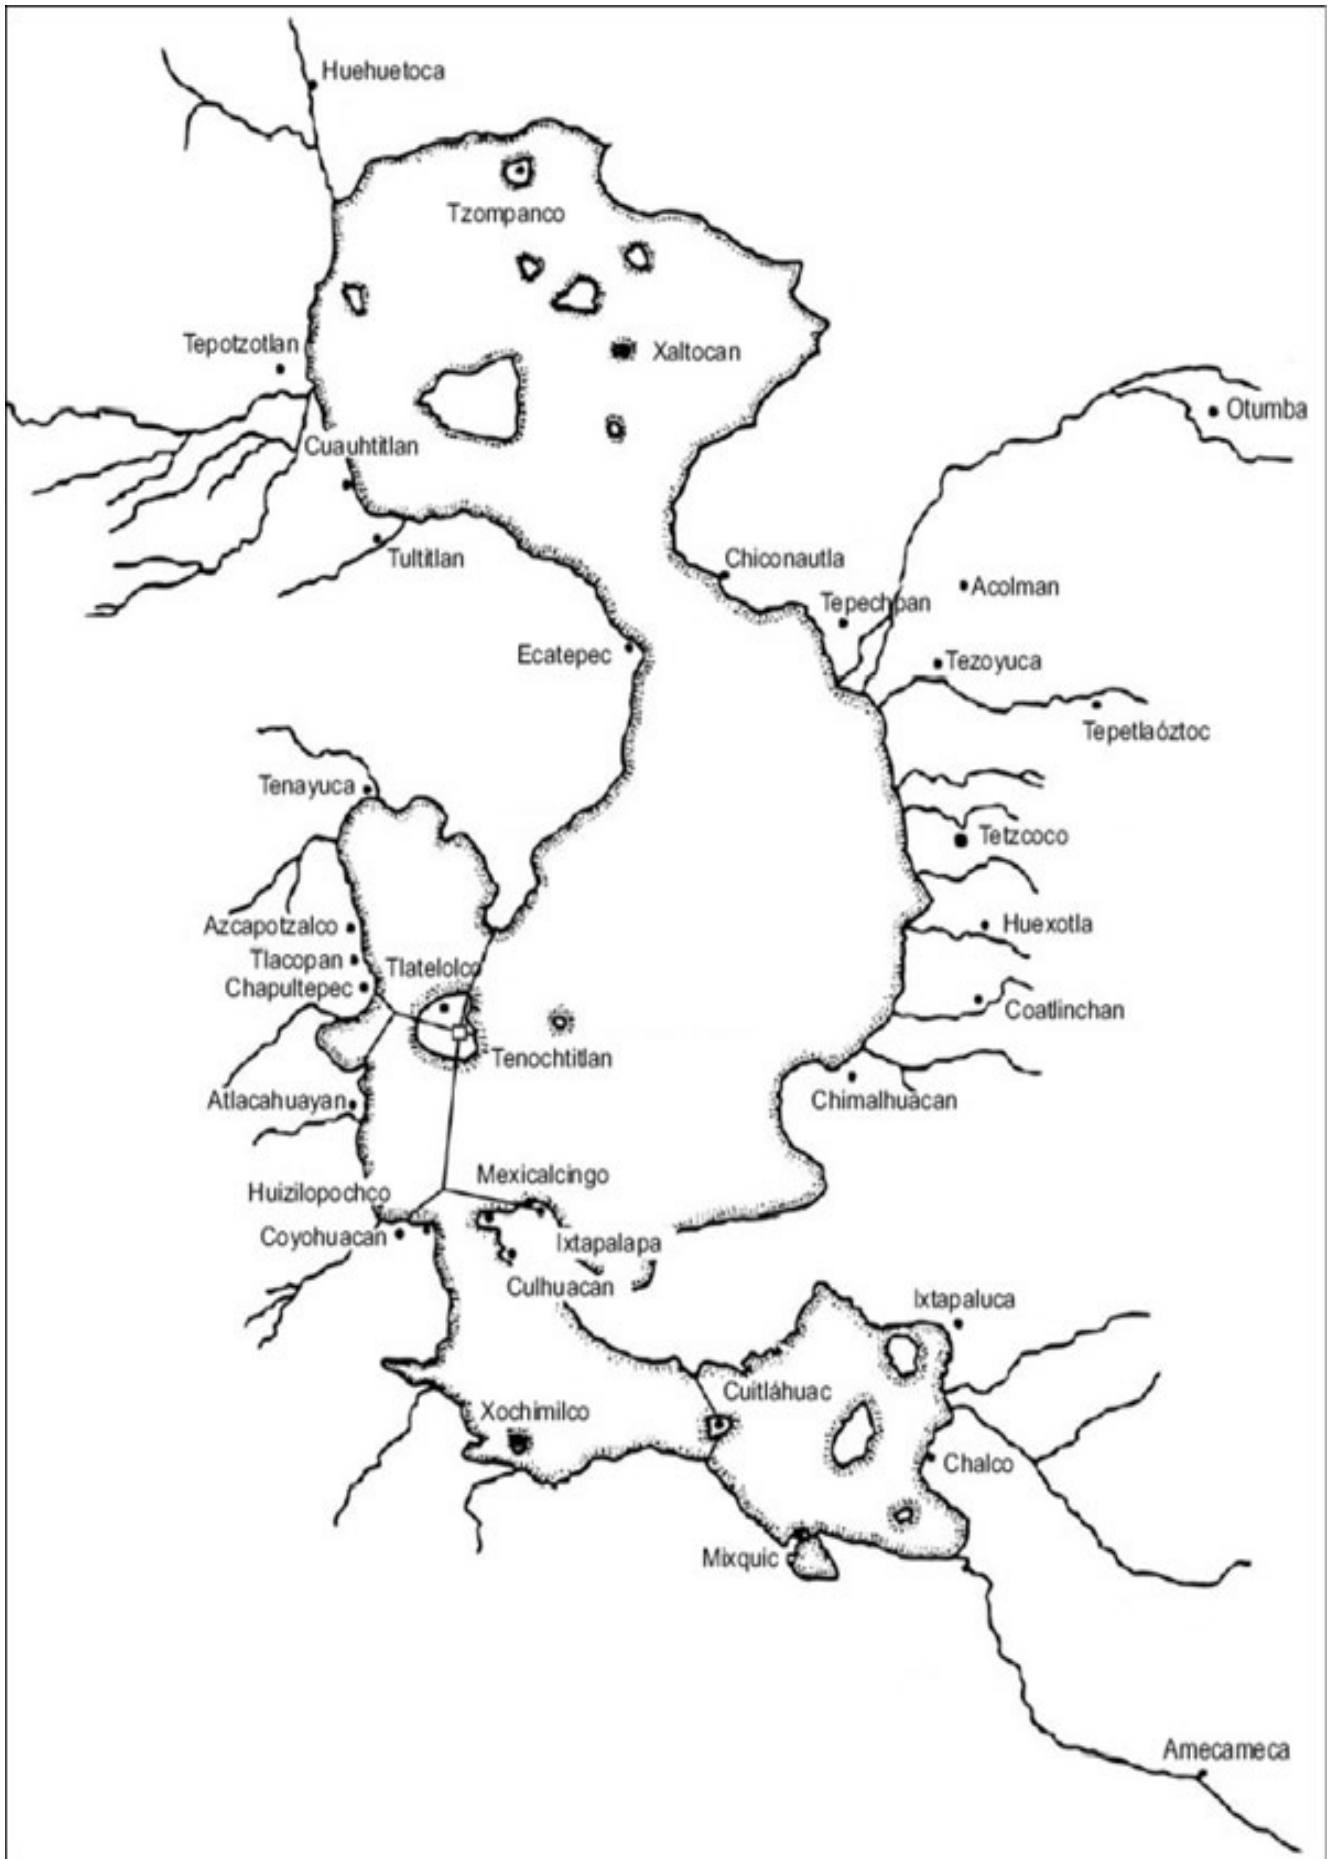 Huehuetoca
Tzompanco
Tepotzotlan
Xaltocan
Otumba
Cuauhtitlan
Tultitlan
Chiconautla
Acolman
Tepechpan
Ecatepec
Tezoyuca
Tepetlaóztoc
Tenayuca
Tetzcoco
Azcapotzalco
Huexotla
Tlacopan
Tlatelolco
Chapultepec
Coatlinchan
Tenochtitlan
Atlacahuayan
Chimalhuacan
Mexicalcingo
Huizilopochco
Coyohuacan
Ixtapalapa
Culhuacan
Ixtapaluca
Cuitláhuac
Xochimilco
Chalco
Mixquic
Amecameca